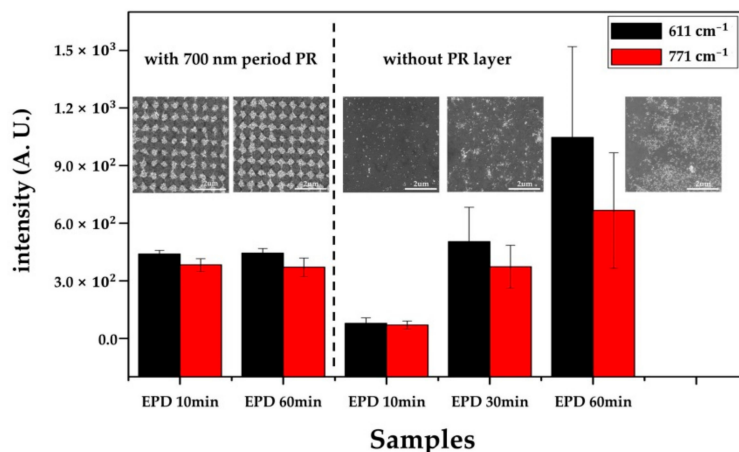 611 cm⁻¹
771 cm⁻¹
with 700 nm period PR
without PR layer
1.5 × 10³
1.2 × 10³
9.0 × 10²
6.0 × 10²
3.0 × 10²
0.0
intensity (A. U.)
2um
2um
2um
2um
2um
EPD 10min
EPD 60min
EPD 10min
EPD 30min
EPD 60min
Samples